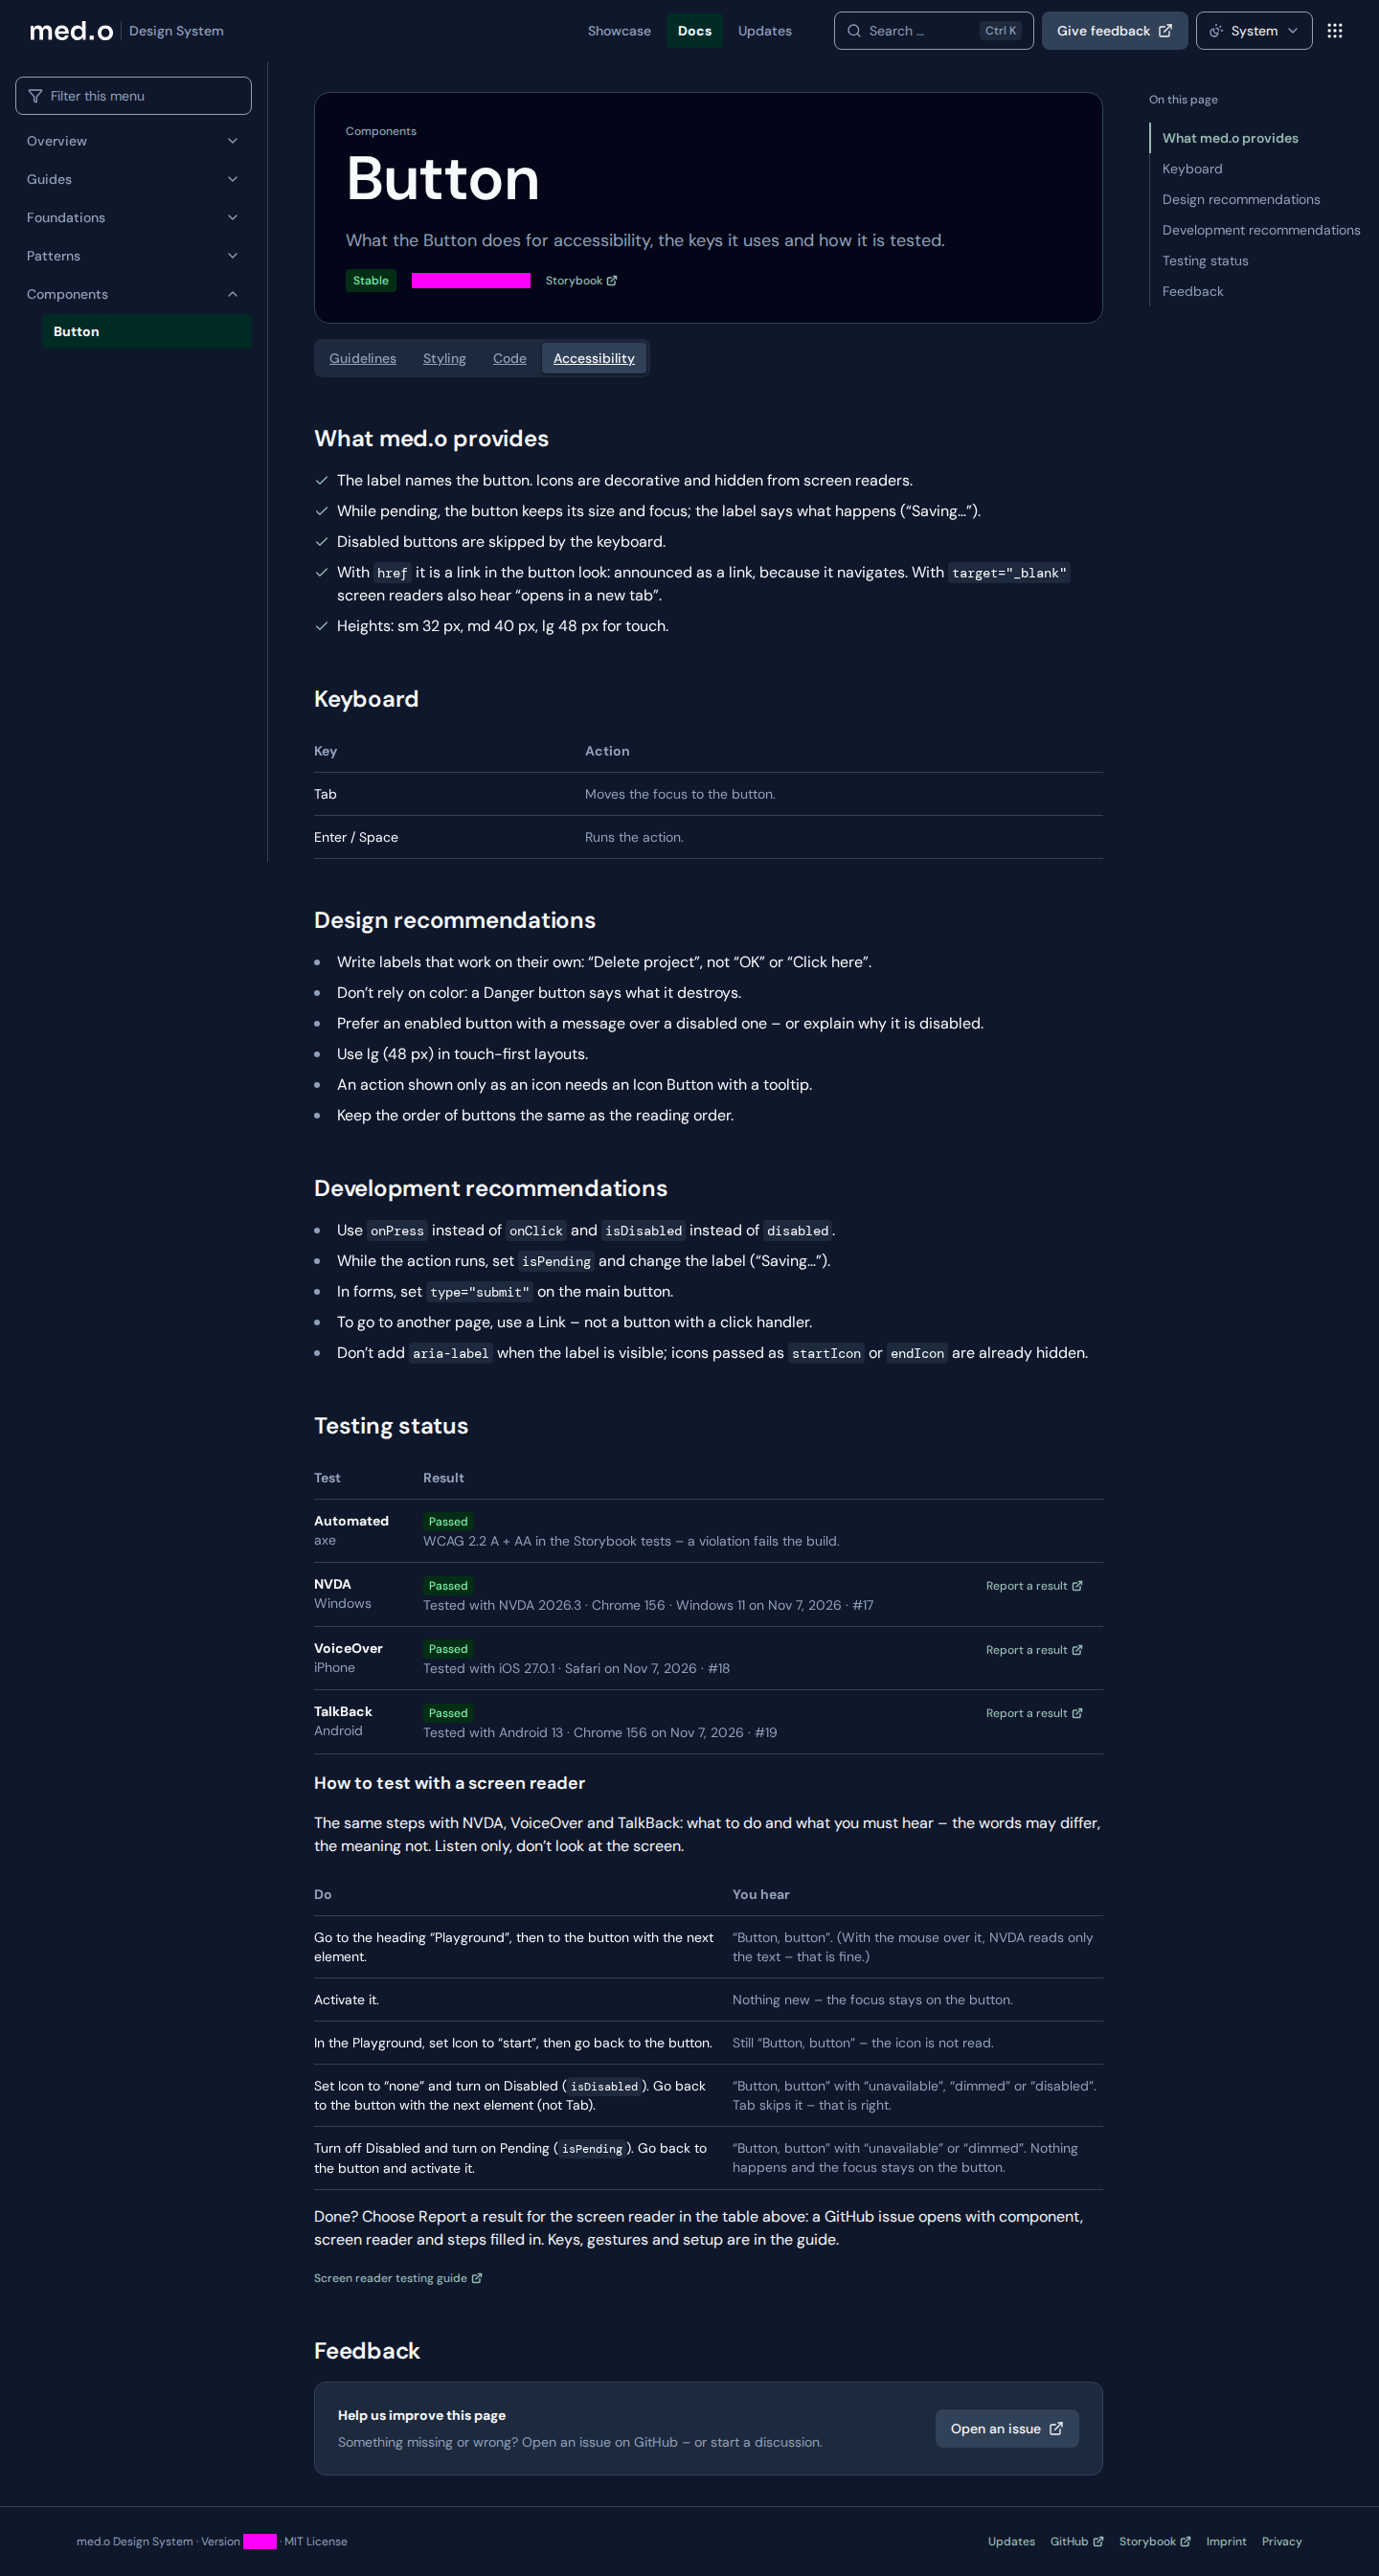 med.o Design System
Showcase Docs Updates
Search ... Ctrl K
Give feedback
System
Filter this menu
Overview
Guides
Foundations
Patterns
Components
Button
Components
Button
What the Button does for accessibility, the keys it uses and how it is tested.
Stable Storybook
Guidelines Styling Code Accessibility
On this page
What med.o provides
Keyboard
Design recommendations
Development recommendations
Testing status
Feedback
What med.o provides
The label names the button. Icons are decorative and hidden from screen readers.
While pending, the button keeps its size and focus; the label says what happens (“Saving…”).
Disabled buttons are skipped by the keyboard.
With href it is a link in the button look: announced as a link, because it navigates. With target="_blank"
screen readers also hear “opens in a new tab”.
Heights: sm 32 px, md 40 px, lg 48 px for touch.
Keyboard
Key Action
Tab Moves the focus to the button.
Enter / Space Runs the action.
Design recommendations
Write labels that work on their own: “Delete project”, not “OK” or “Click here”.
Don’t rely on color: a Danger button says what it destroys.
Prefer an enabled button with a message over a disabled one – or explain why it is disabled.
Use lg (48 px) in touch-first layouts.
An action shown only as an icon needs an Icon Button with a tooltip.
Keep the order of buttons the same as the reading order.
Development recommendations
Use onPress instead of onClick and isDisabled instead of disabled.
While the action runs, set isPending and change the label (“Saving…”).
In forms, set type="submit" on the main button.
To go to another page, use a Link – not a button with a click handler.
Don’t add aria-label when the label is visible; icons passed as startIcon or endIcon are already hidden.
Testing status
Test Result
Automated Passed
axe WCAG 2.2 A + AA in the Storybook tests – a violation fails the build.
NVDA Passed Report a result
Windows Tested with NVDA 2026.3 · Chrome 156 · Windows 11 on Nov 7, 2026 · #17
VoiceOver Passed Report a result
iPhone Tested with iOS 27.0.1 · Safari on Nov 7, 2026 · #18
TalkBack Passed Report a result
Android Tested with Android 13 · Chrome 156 on Nov 7, 2026 · #19
How to test with a screen reader
The same steps with NVDA, VoiceOver and TalkBack: what to do and what you must hear – the words may differ,
the meaning not. Listen only, don’t look at the screen.
Do You hear
Go to the heading “Playground”, then to the button with the next
element.
“Button, button”. (With the mouse over it, NVDA reads only
the text – that is fine.)
Activate it. Nothing new – the focus stays on the button.
In the Playground, set Icon to “start”, then go back to the button. Still “Button, button” – the icon is not read.
Set Icon to “none” and turn on Disabled (isDisabled). Go back
to the button with the next element (not Tab).
“Button, button” with “unavailable”, “dimmed” or “disabled”.
Tab skips it – that is right.
Turn off Disabled and turn on Pending (isPending). Go back to
the button and activate it.
“Button, button” with “unavailable” or “dimmed”. Nothing
happens and the focus stays on the button.
Done? Choose Report a result for the screen reader in the table above: a GitHub issue opens with component,
screen reader and steps filled in. Keys, gestures and setup are in the guide.
Screen reader testing guide
Feedback
Help us improve this page
Something missing or wrong? Open an issue on GitHub – or start a discussion.
Open an issue
med.o Design System · Version · MIT License
Updates GitHub Storybook Imprint Privacy